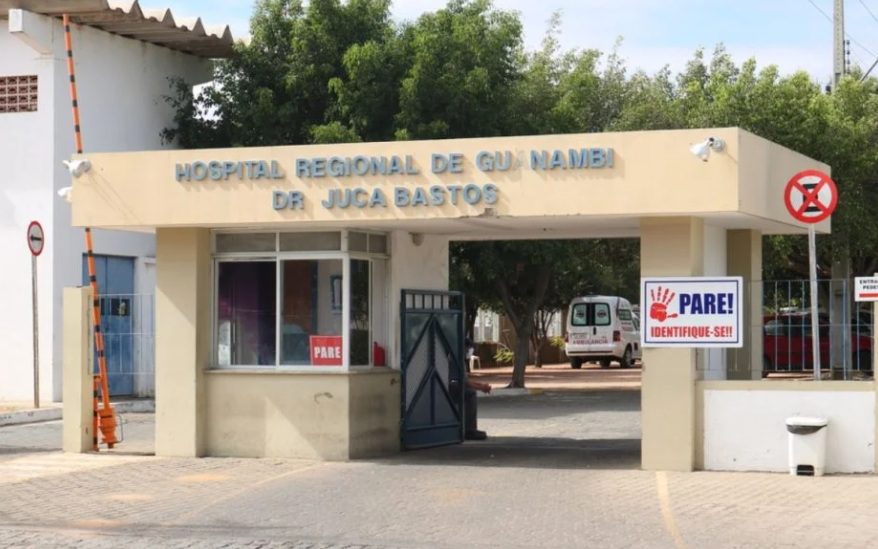 HOSPITAL REGIONAL DE GUANAMBI
DR JUCA BASTOS
PARE!
IDENTIFIQUE-SE!!
PARE
AMBULÂNCIA